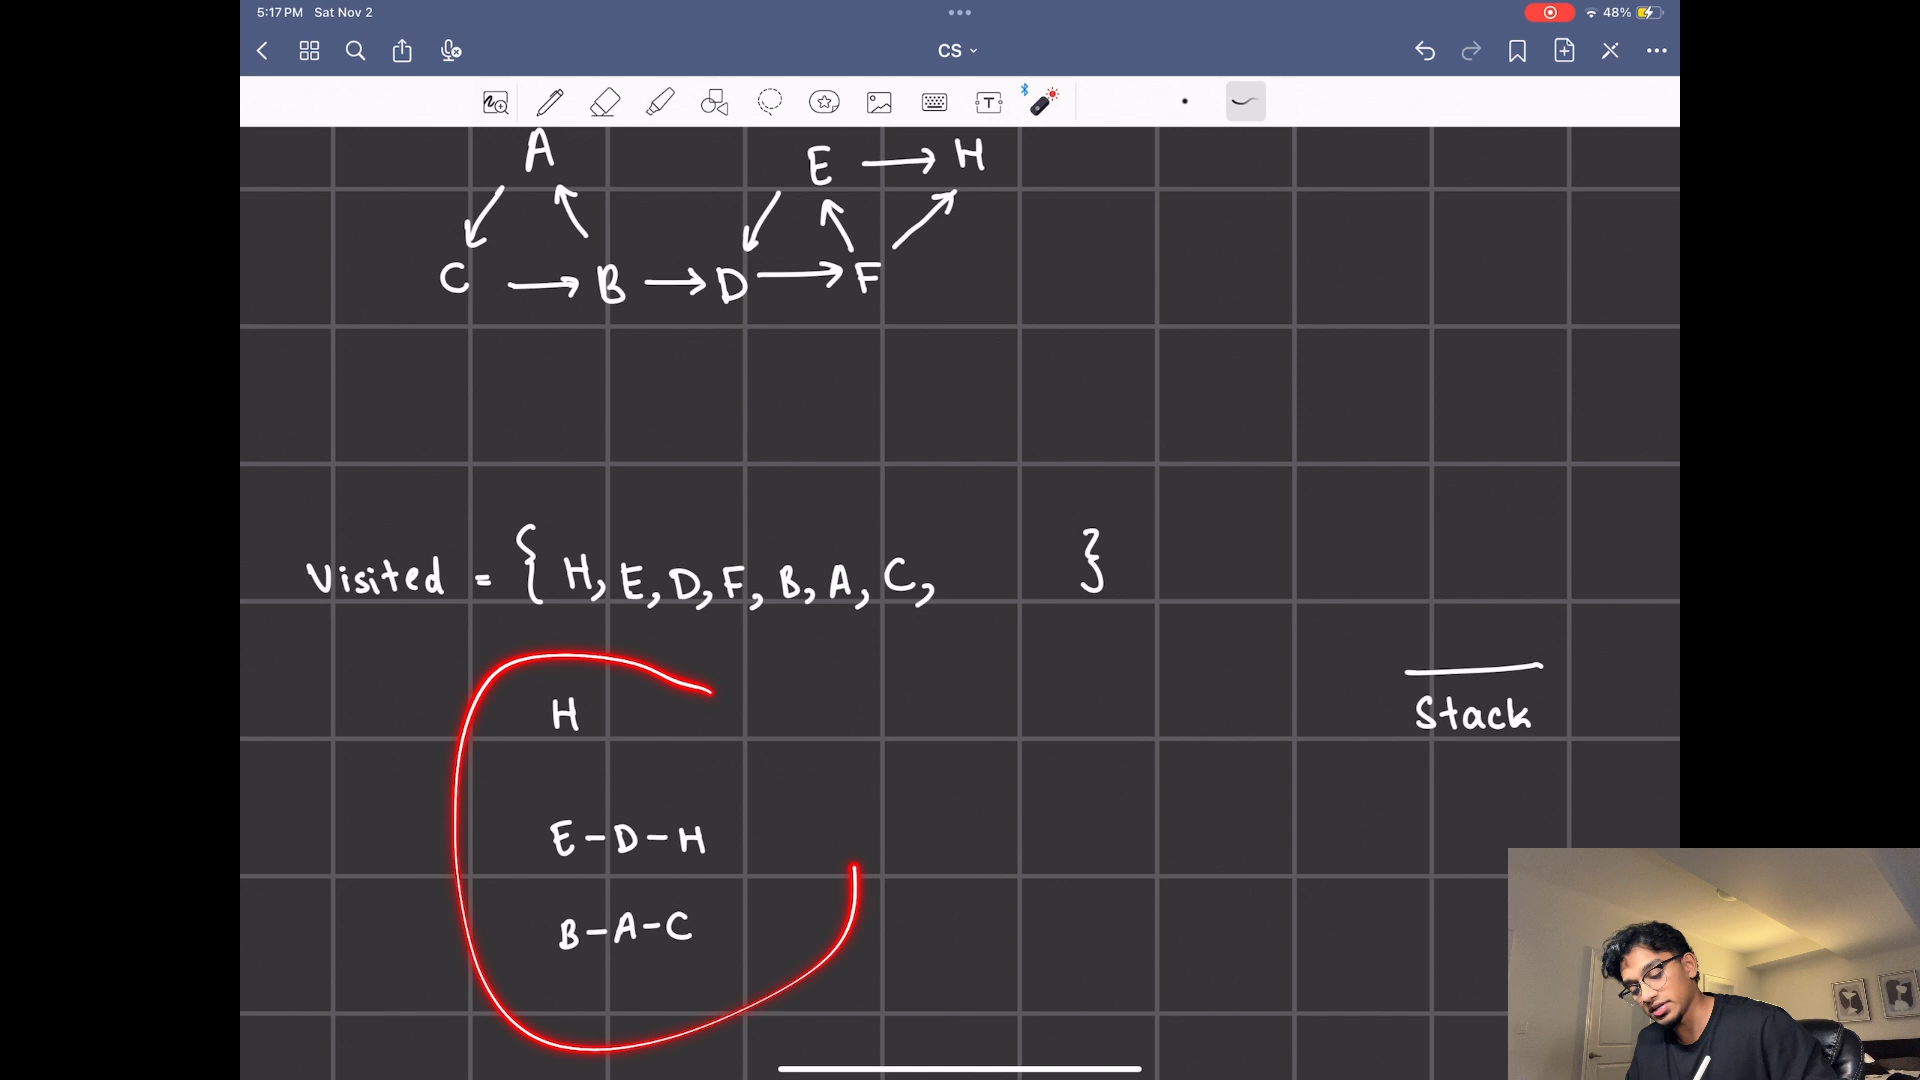 5:17 PM Sat Nov 2
48%
CS
T
A
E → H
C → B → D → F
Visited = { H, E, D, F, B, A, C, }
H
Stack
E-D-H
B-A-C